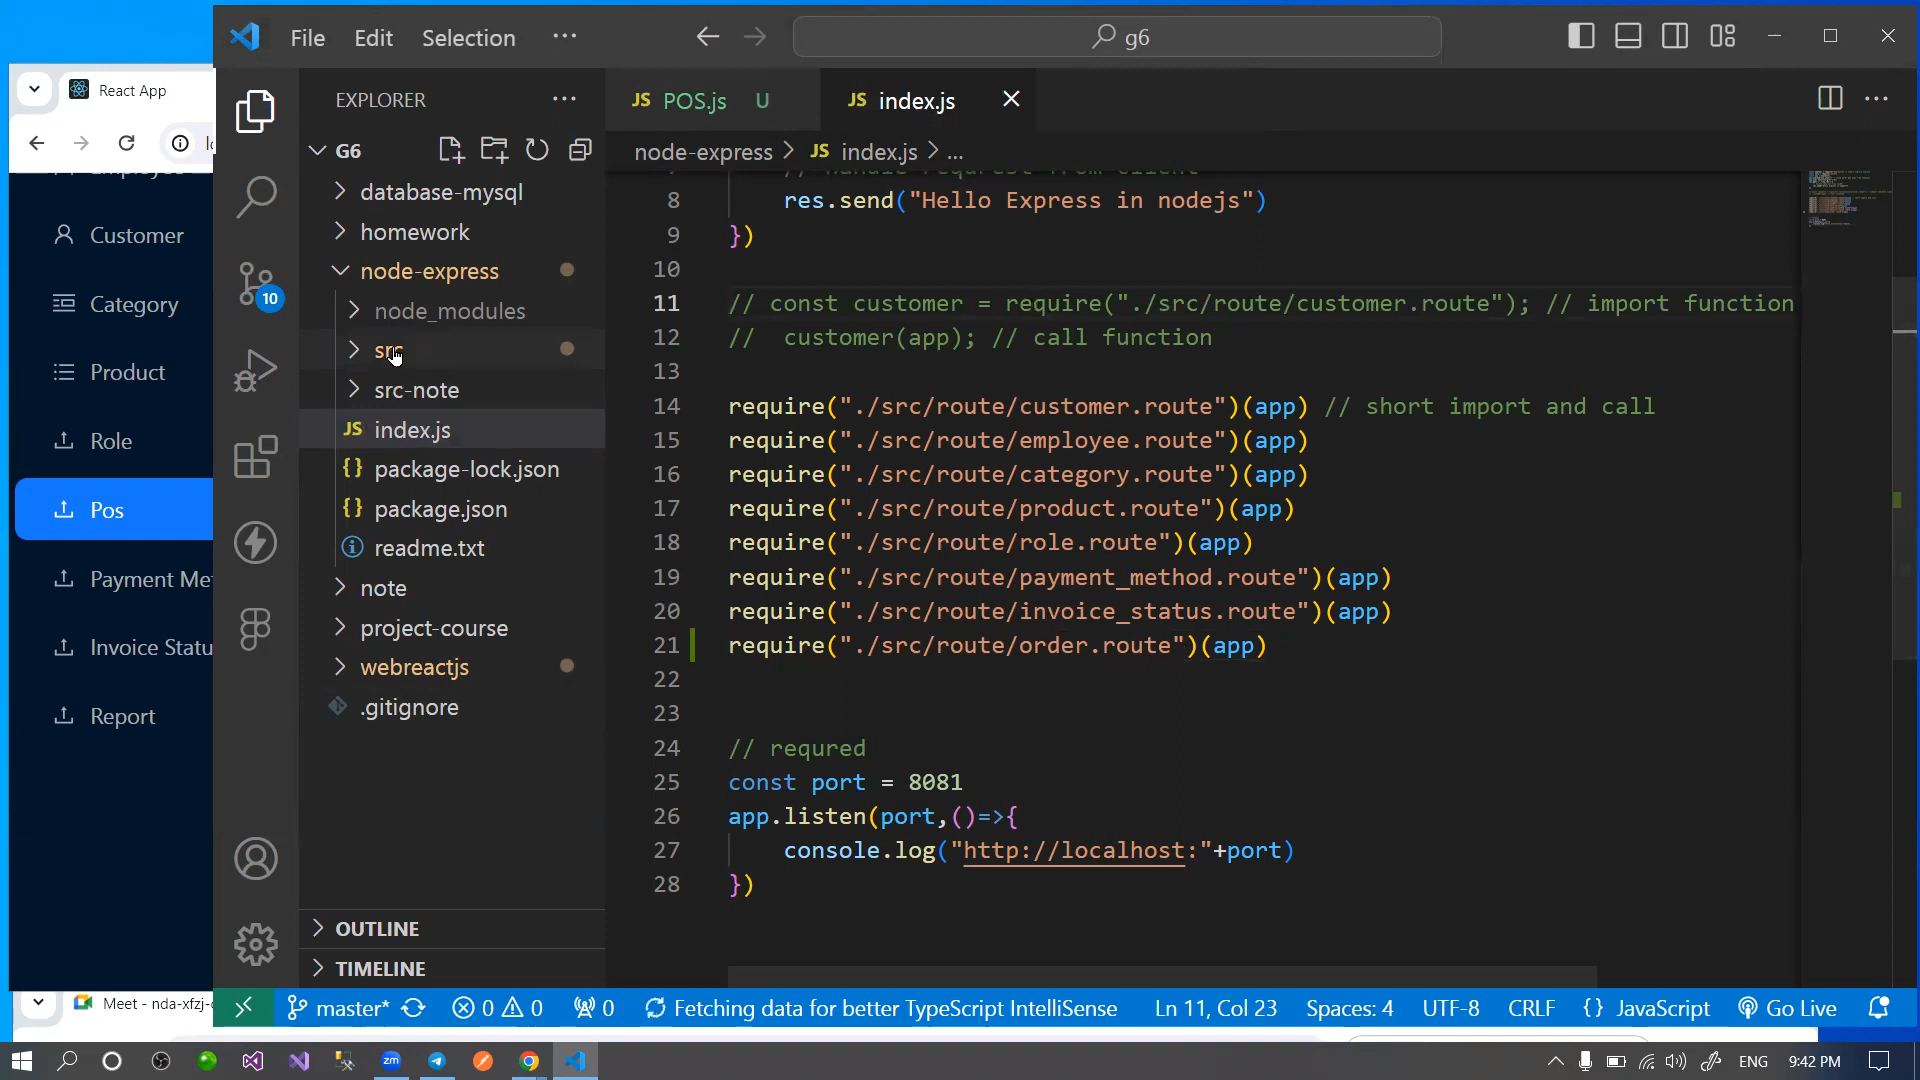 File Edit Selection ···
g6
React App
EXPLORER ···
JS POS.js U
JS index.js
G6
node-express > JS index.js > ...
database-mysql
homework
node-express
node_modules
src
src-note
JS index.js
{} package-lock.json
{} package.json
readme.txt
note
project-course
webreactjs
.gitignore
OUTLINE
TIMELINE
10
Customer
Category
Product
Role
Pos
Payment Me
Invoice Statu
Report
8 res.send("Hello Express in nodejs")
9 })
10
11 // const customer = require("./src/route/customer.route"); // import function
12 //  customer(app); // call function
13
14 require("./src/route/customer.route")(app) // short import and call
15 require("./src/route/employee.route")(app)
16 require("./src/route/category.route")(app)
17 require("./src/route/product.route")(app)
18 require("./src/route/role.route")(app)
19 require("./src/route/payment_method.route")(app)
20 require("./src/route/invoice_status.route")(app)
21 require("./src/route/order.route")(app)
22
23
24 // requred
25 const port = 8081
26 app.listen(port,()=>{
27 console.log("http://localhost:"+port)
28 })
Meet - nda-xfzj-
master* 0 0 0 Fetching data for better TypeScript IntelliSense Ln 11, Col 23 Spaces: 4 UTF-8 CRLF {} JavaScript Go Live
zm
ENG 9:42 PM